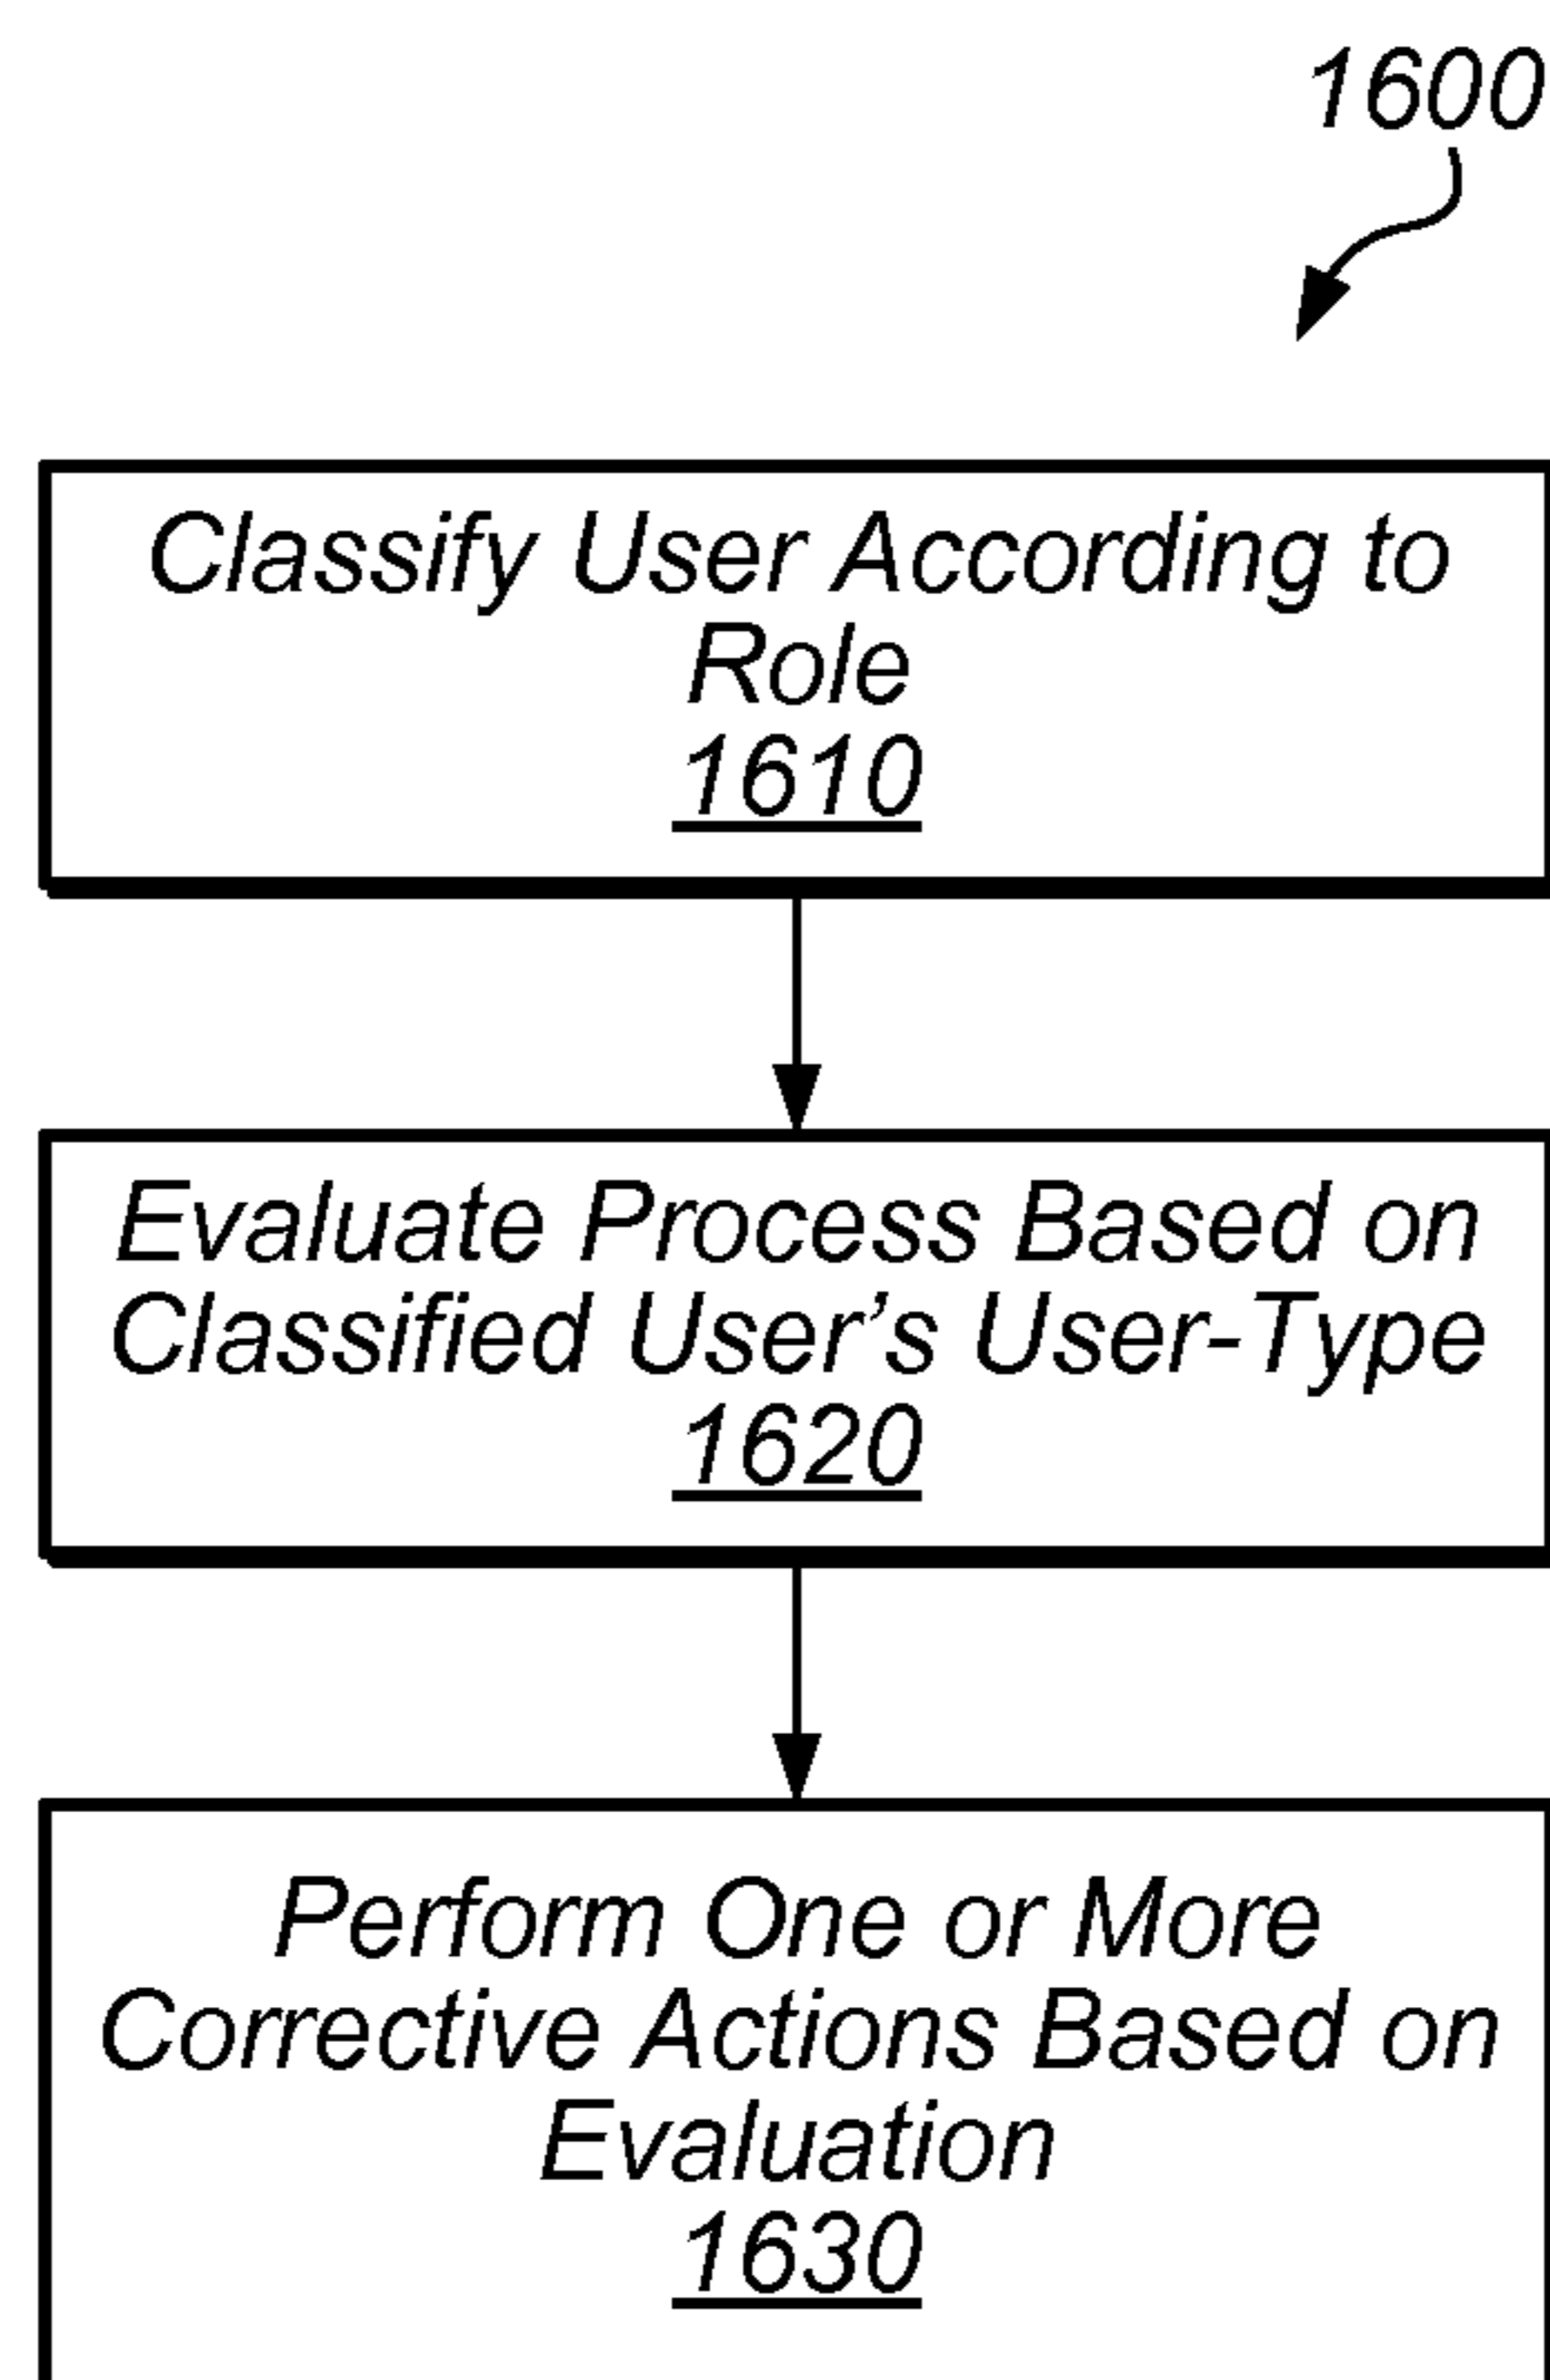 1600
Classify User According to
Role
1610
Evaluate Process Based on
Classified User’s User-Type
1620
Perform One or More
Corrective Actions Based on
Evaluation
1630